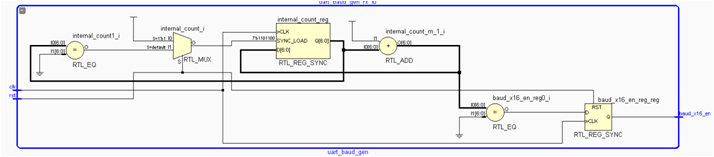 uart_baud_gen_rx_i0
internal_count1_i
I0[6:0]
I1[6:0]
O
RTL_EQ
internal_count_i
S=1'b1 I0
S=default I1
O
S
RTL_MUX
internal_count_reg
CLK
SYNC_LOAD
D[6:0]
Q[6:0]
RTL_REG_SYNC
internal_count_m_1_i
I1
I0[6:0]
O[6:0]
RTL_ADD
clk
rst
baud_x16_en_reg0_i
I0[6:0]
I1[6:0]
O
RTL_EQ
baud_x16_en_reg_reg
RST
D
CLK
Q
RTL_REG_SYNC
baud_x16_en
uart_baud_gen